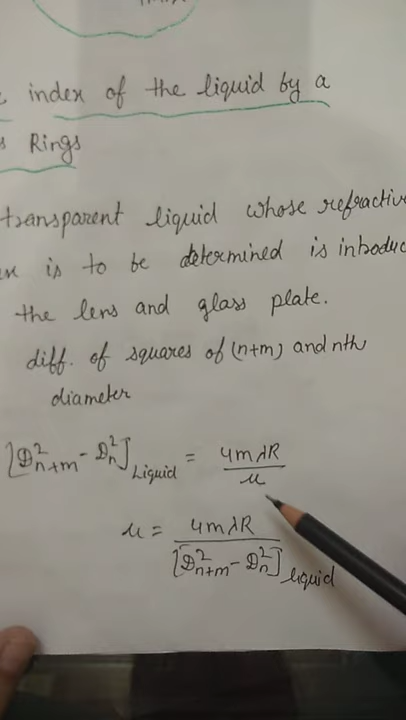 index of the liquid by a
Rings
transparent liquid whose refractive
is to be determined is introduc
the lens and glass plate.
diff. of squares of (n+m) and nth
diameter
[D²n+m - D²n] Liquid = 4mλR / μ
μ = 4mλR / [D²n+m - D²n] liquid